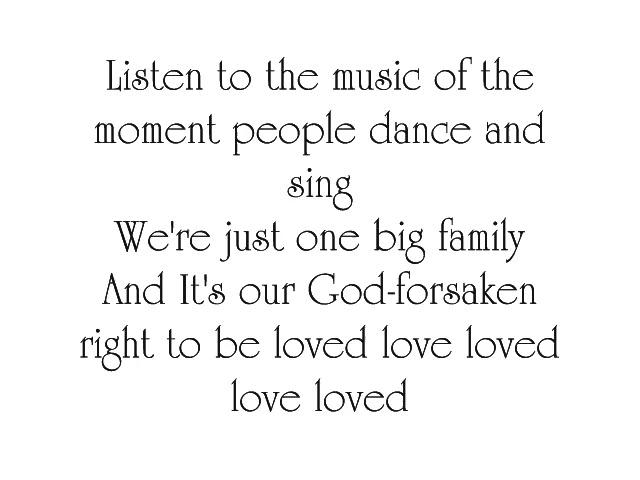 Listen to the music of the
moment people dance and
sing
We're just one big family
And It's our God-forsaken
right to be loved love loved
love loved